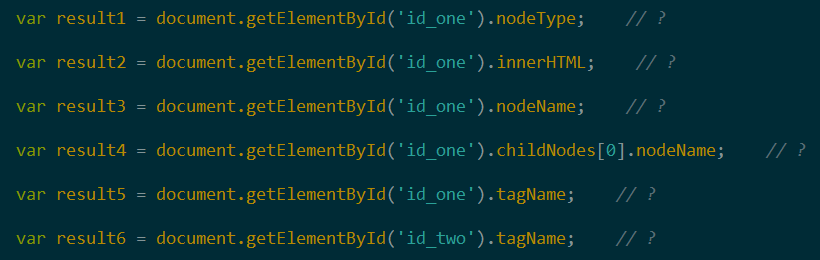 var result1 = document.getElementById('id_one').nodeType;    // ?
var result2 = document.getElementById('id_one').innerHTML;    // ?
var result3 = document.getElementById('id_one').nodeName;    // ?
var result4 = document.getElementById('id_one').childNodes[0].nodeName;    // ?
var result5 = document.getElementById('id_one').tagName;    // ?
var result6 = document.getElementById('id_two').tagName;    // ?